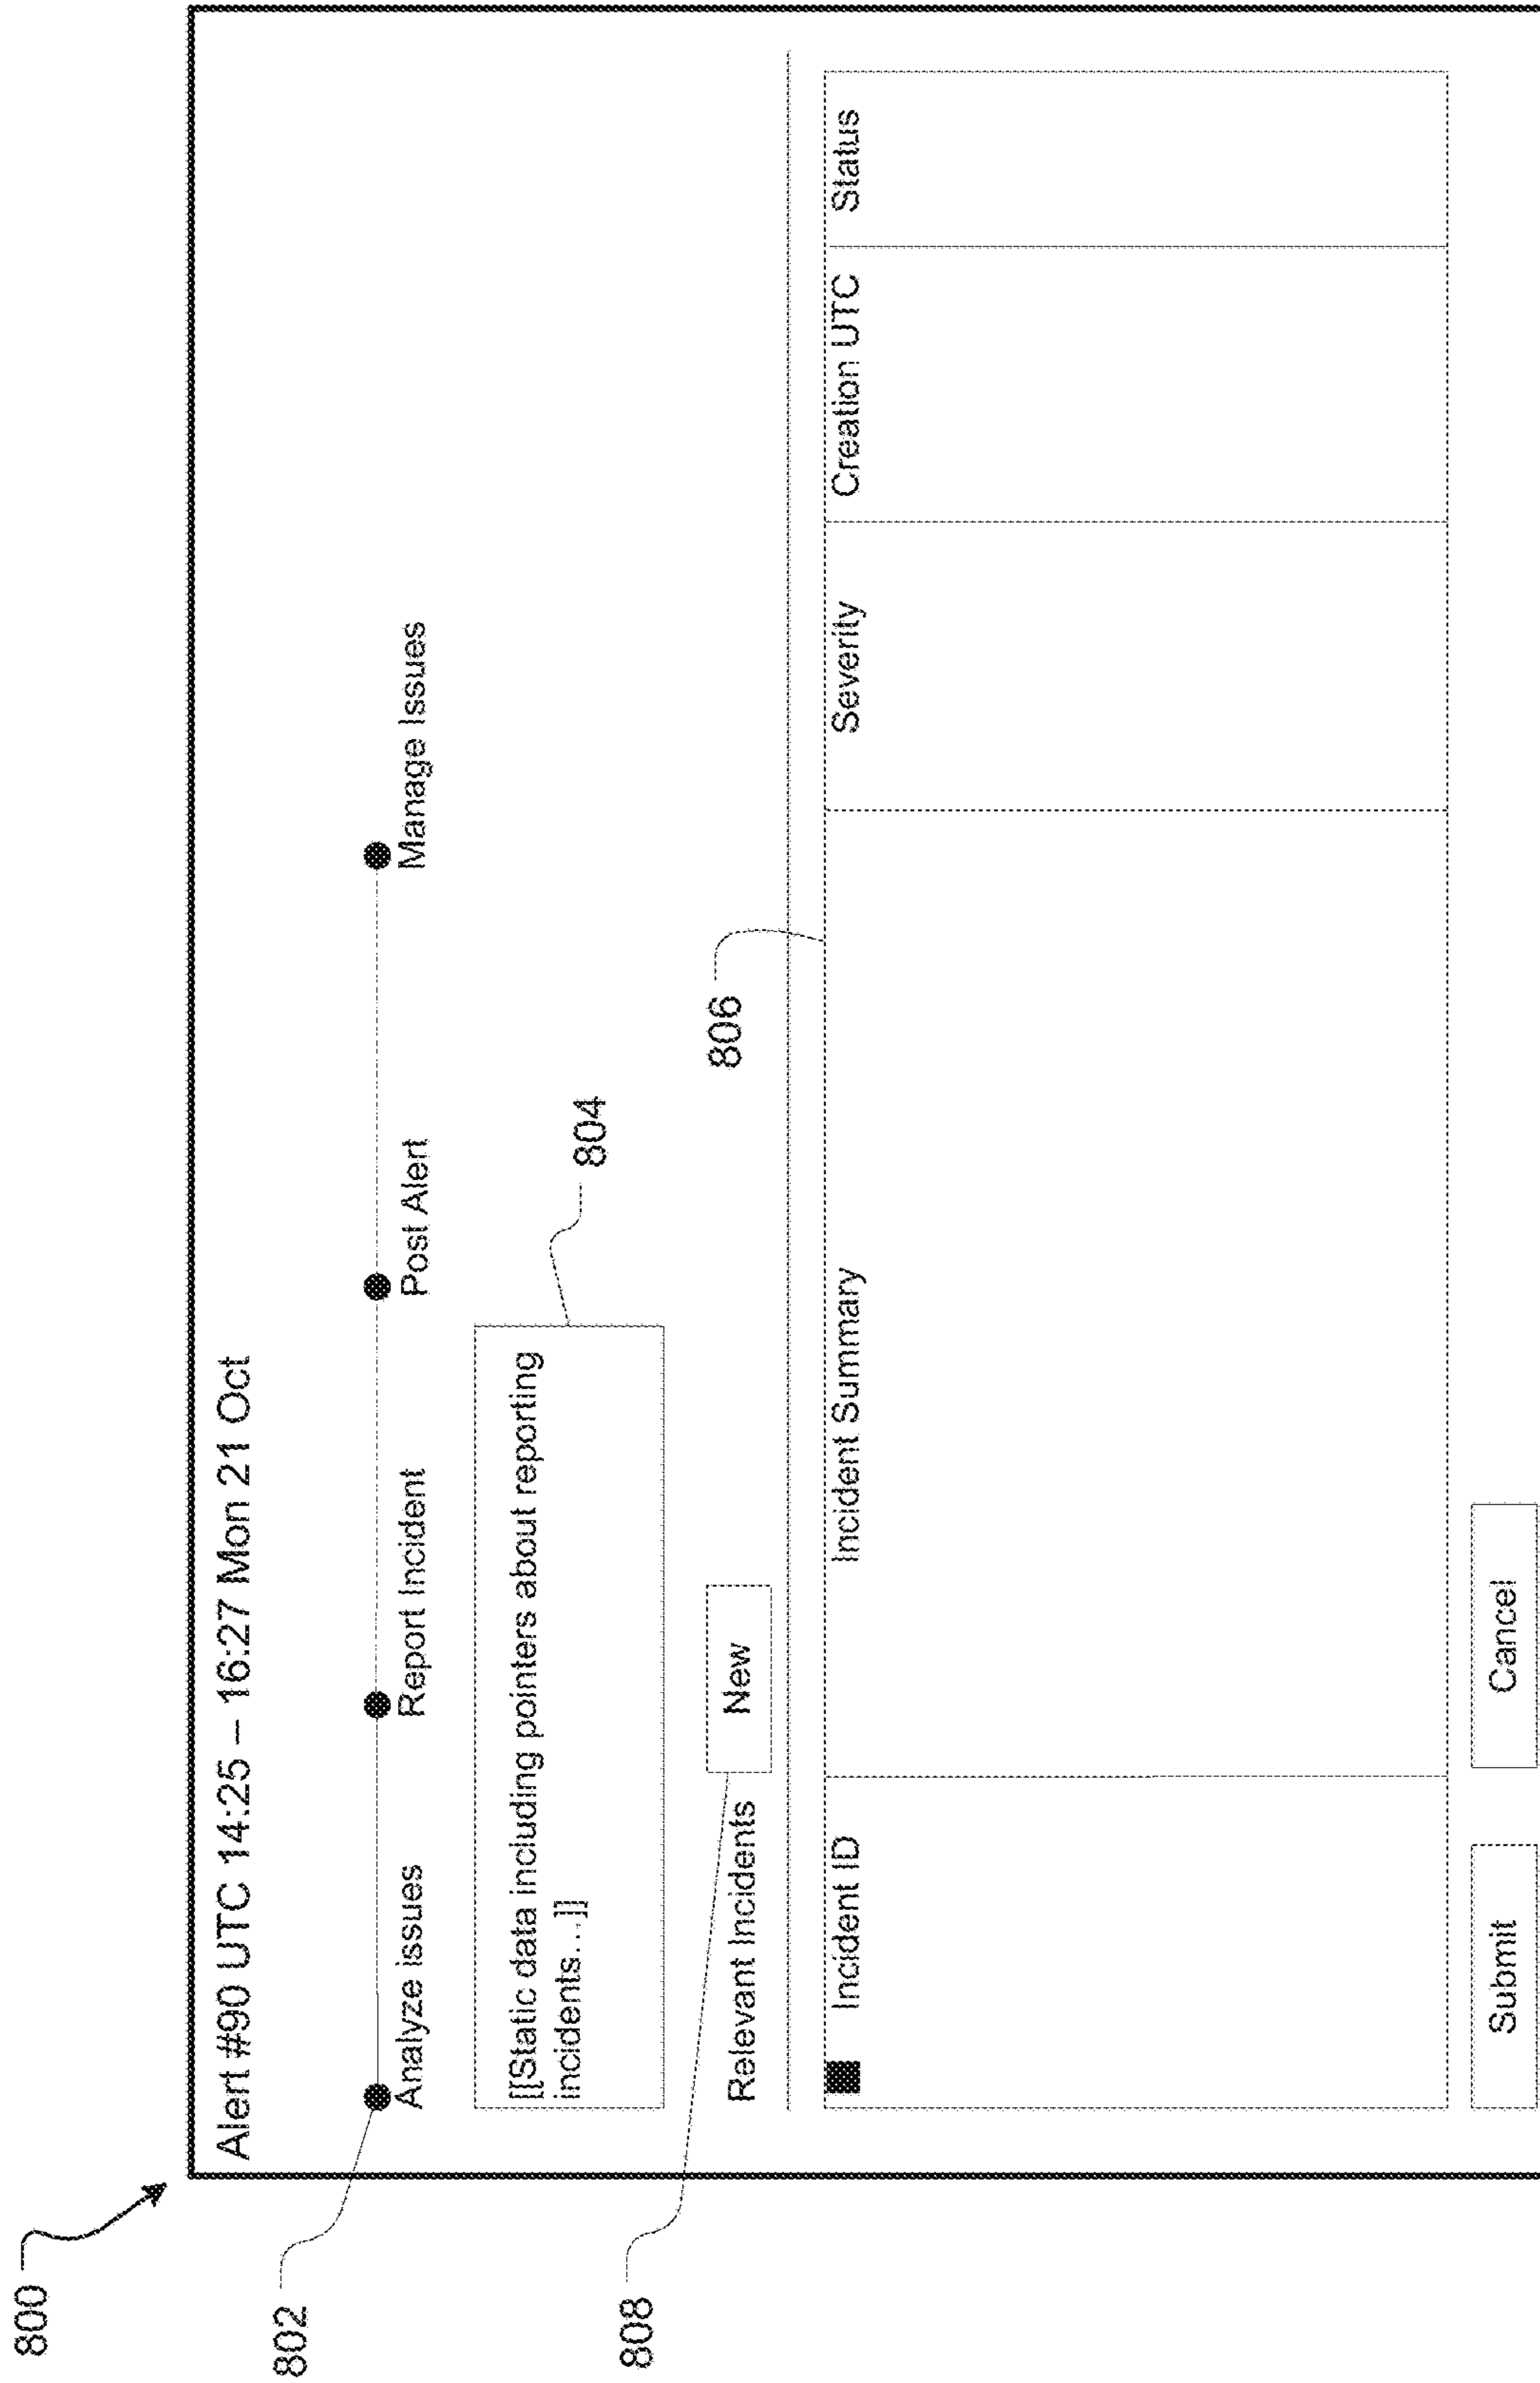 800
Alert #90 UTC 14:25 – 16:27 Mon 21 Oct
802
Analyze issues
Report Incident
Post Alert
Manage Issues
804
[[Static data including pointers about reporting
incidents...]]
808
Relevant Incidents
New
806
Incident ID
Incident Summary
Severity
Creation UTC
Status
Submit
Cancel